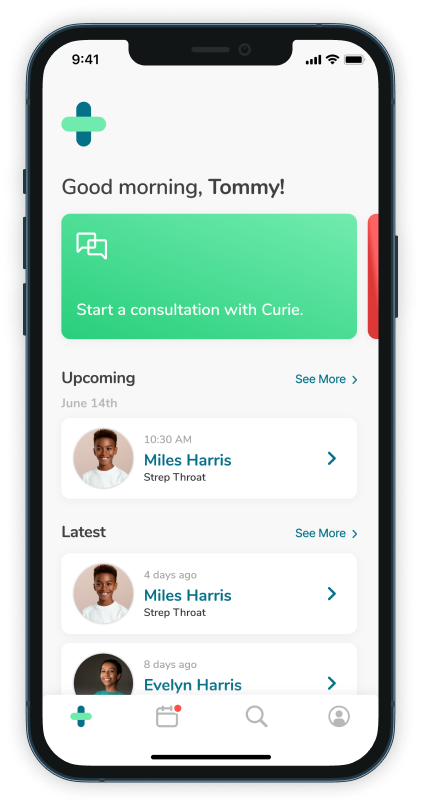 9:41
Good morning, Tommy!
Start a consultation with Curie.
Upcoming
See More
June 14th
10:30 AM
Miles Harris
Strep Throat
Latest
See More
4 days ago
Miles Harris
Strep Throat
8 days ago
Evelyn Harris